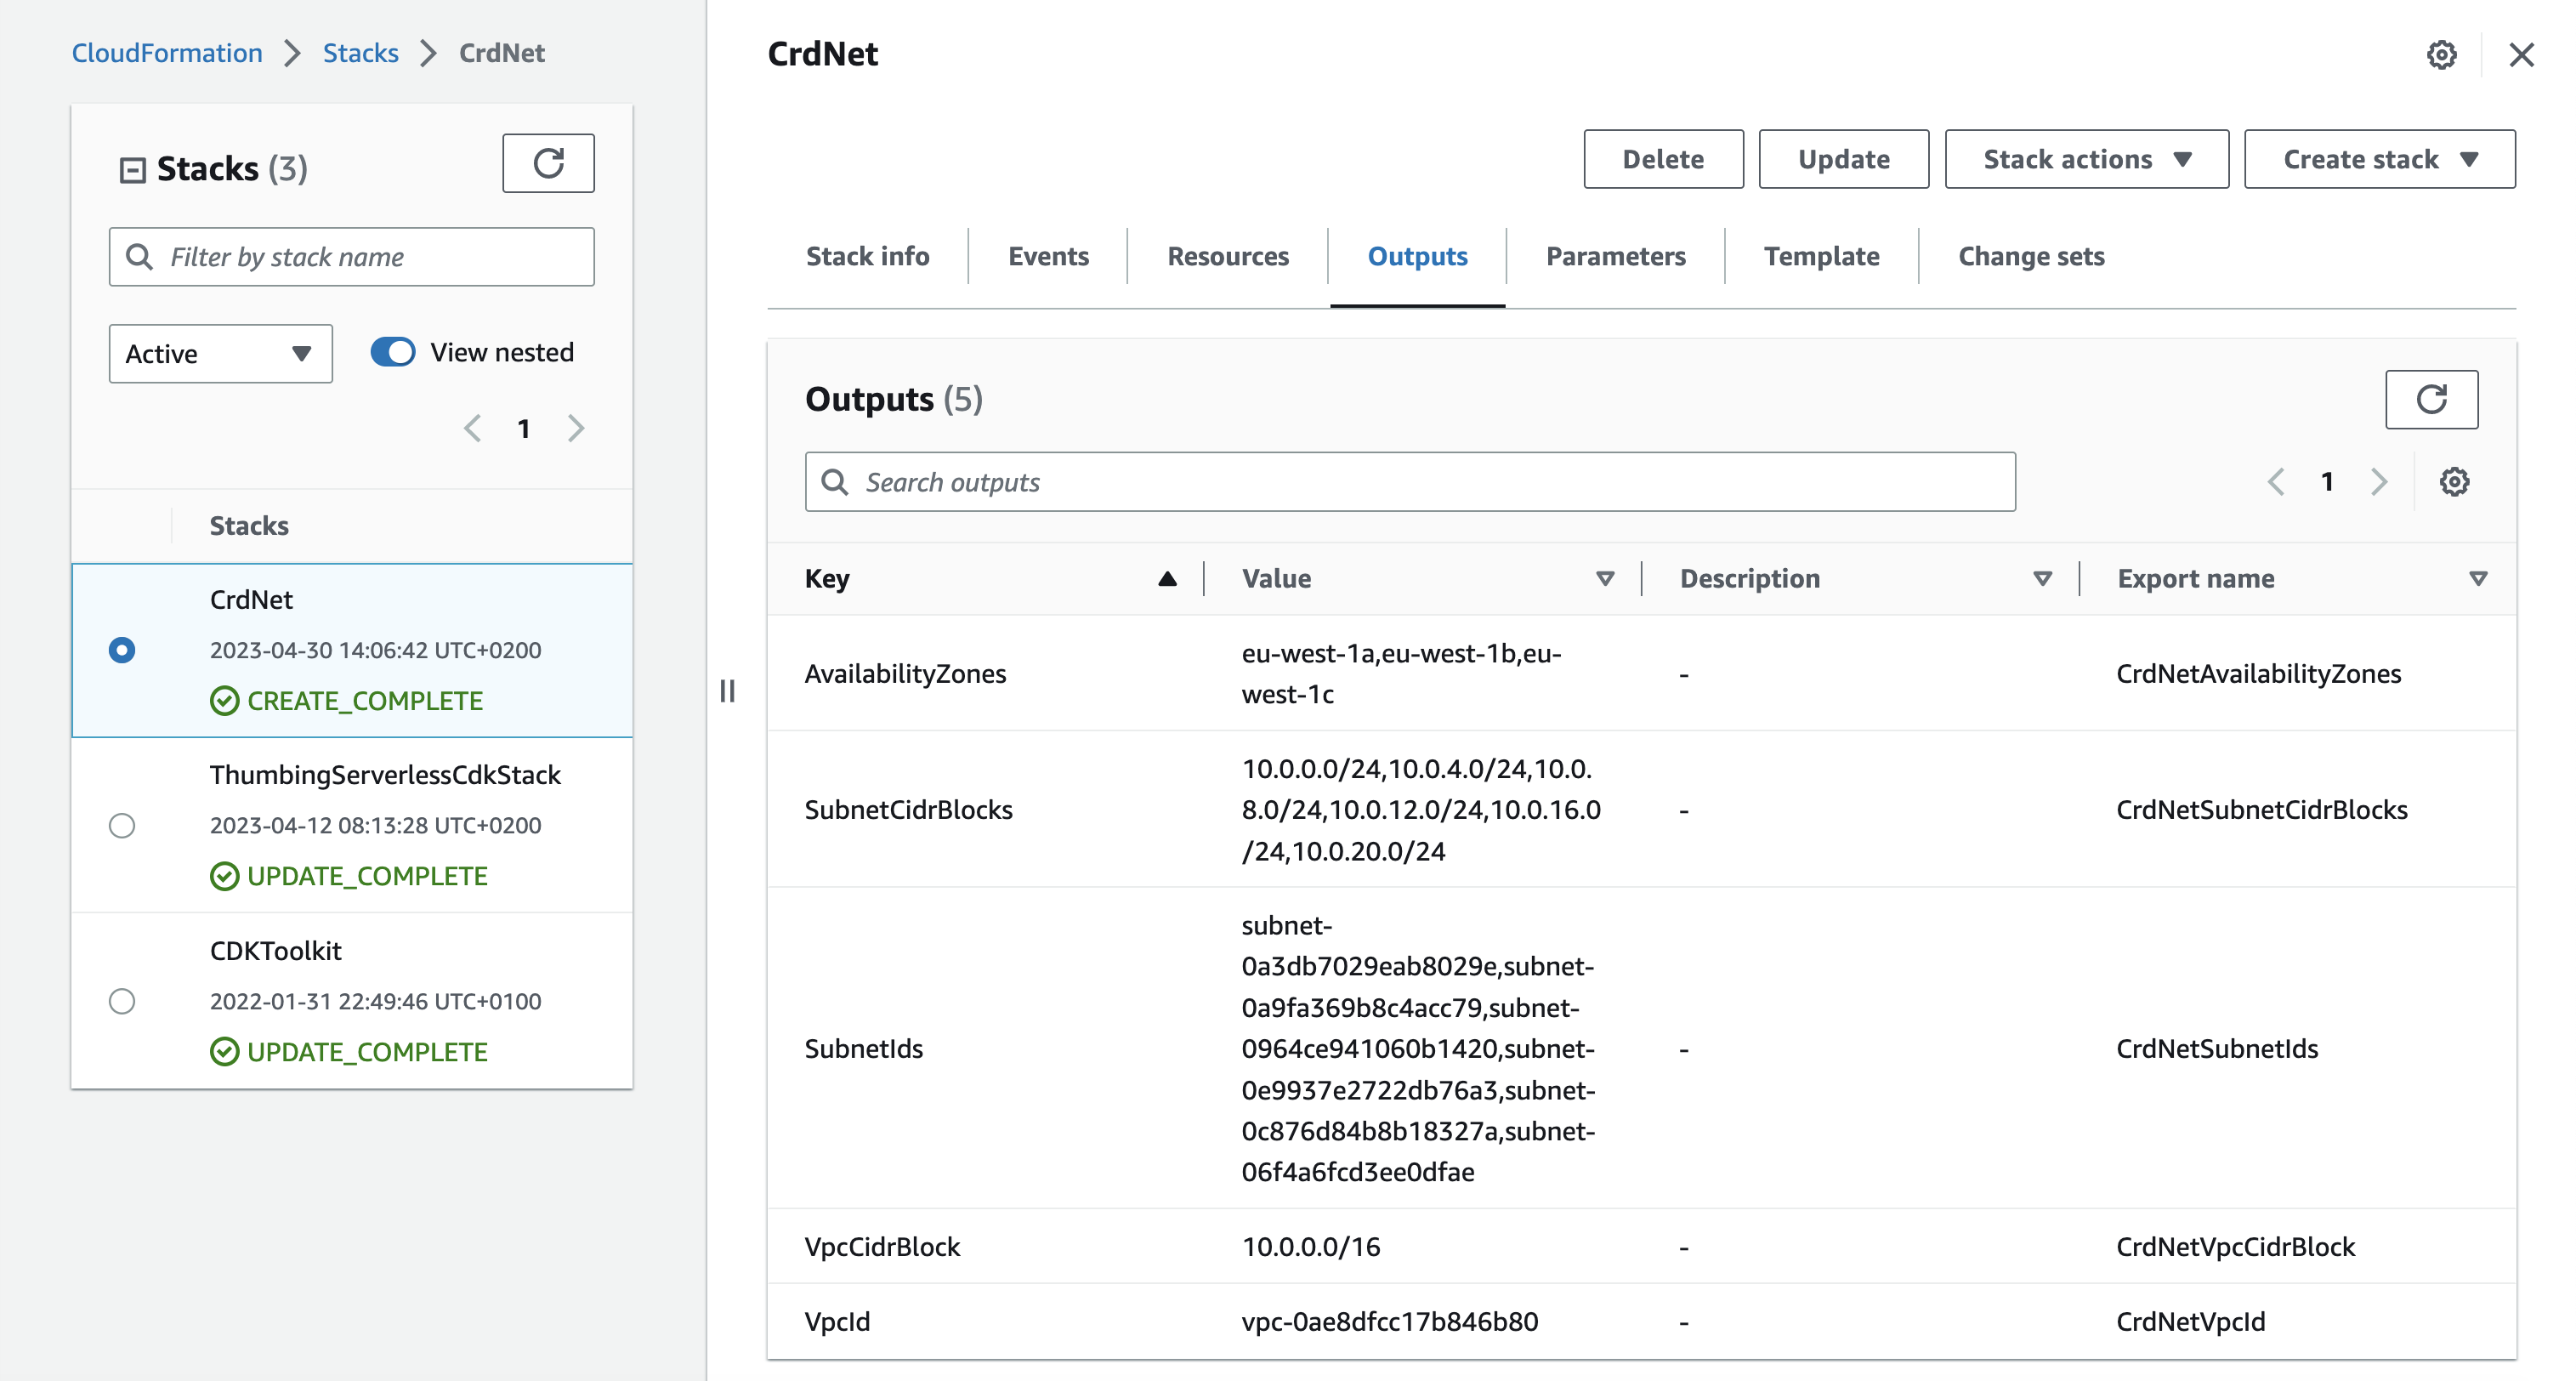 CloudFormation > Stacks > CrdNet
Stacks (3)
Filter by stack name
Active
View nested
1
Stacks
CrdNet
2023-04-30 14:06:42 UTC+0200
CREATE_COMPLETE
ThumbingServerlessCdkStack
2023-04-12 08:13:28 UTC+0200
UPDATE_COMPLETE
CDKToolkit
2022-01-31 22:49:46 UTC+0100
UPDATE_COMPLETE
CrdNet
Delete Update Stack actions Create stack
Stack info Events Resources Outputs Parameters Template Change sets
Outputs (5)
Search outputs
1
Key Value Description Export name
AvailabilityZones
eu-west-1a,eu-west-1b,eu-
west-1c
-
CrdNetAvailabilityZones
SubnetCidrBlocks
10.0.0.0/24,10.0.4.0/24,10.0.
8.0/24,10.0.12.0/24,10.0.16.0
/24,10.0.20.0/24
-
CrdNetSubnetCidrBlocks
SubnetIds
subnet-
0a3db7029eab8029e,subnet-
0a9fa369b8c4acc79,subnet-
0964ce941060b1420,subnet-
0e9937e2722db76a3,subnet-
0c876d84b8b18327a,subnet-
06f4a6fcd3ee0dfae
-
CrdNetSubnetIds
VpcCidrBlock 10.0.0.0/16 - CrdNetVpcCidrBlock
VpcId vpc-0ae8dfcc17b846b80 - CrdNetVpcId